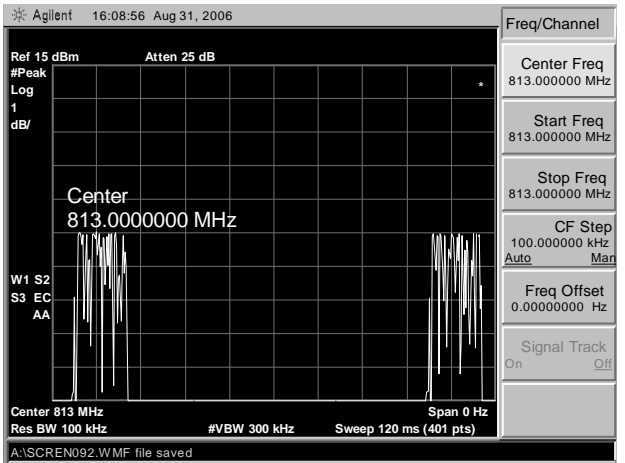 Agilent 16:08:56 Aug 31, 2006
Ref 15 dBm Atten 25 dB
#Peak
Log
1
dB/
*
Center
813.0000000 MHz
W1 S2
S3 EC
AA
Center 813 MHz Span 0 Hz
Res BW 100 kHz #VBW 300 kHz Sweep 120 ms (401 pts)
A:\SCREN092.WMF file saved
Freq/Channel
Center Freq
813.000000 MHz
Start Freq
813.000000 MHz
Stop Freq
813.000000 MHz
CF Step
100.000000 kHz
Auto Man
Freq Offset
0.00000000 Hz
Signal Track
On Off